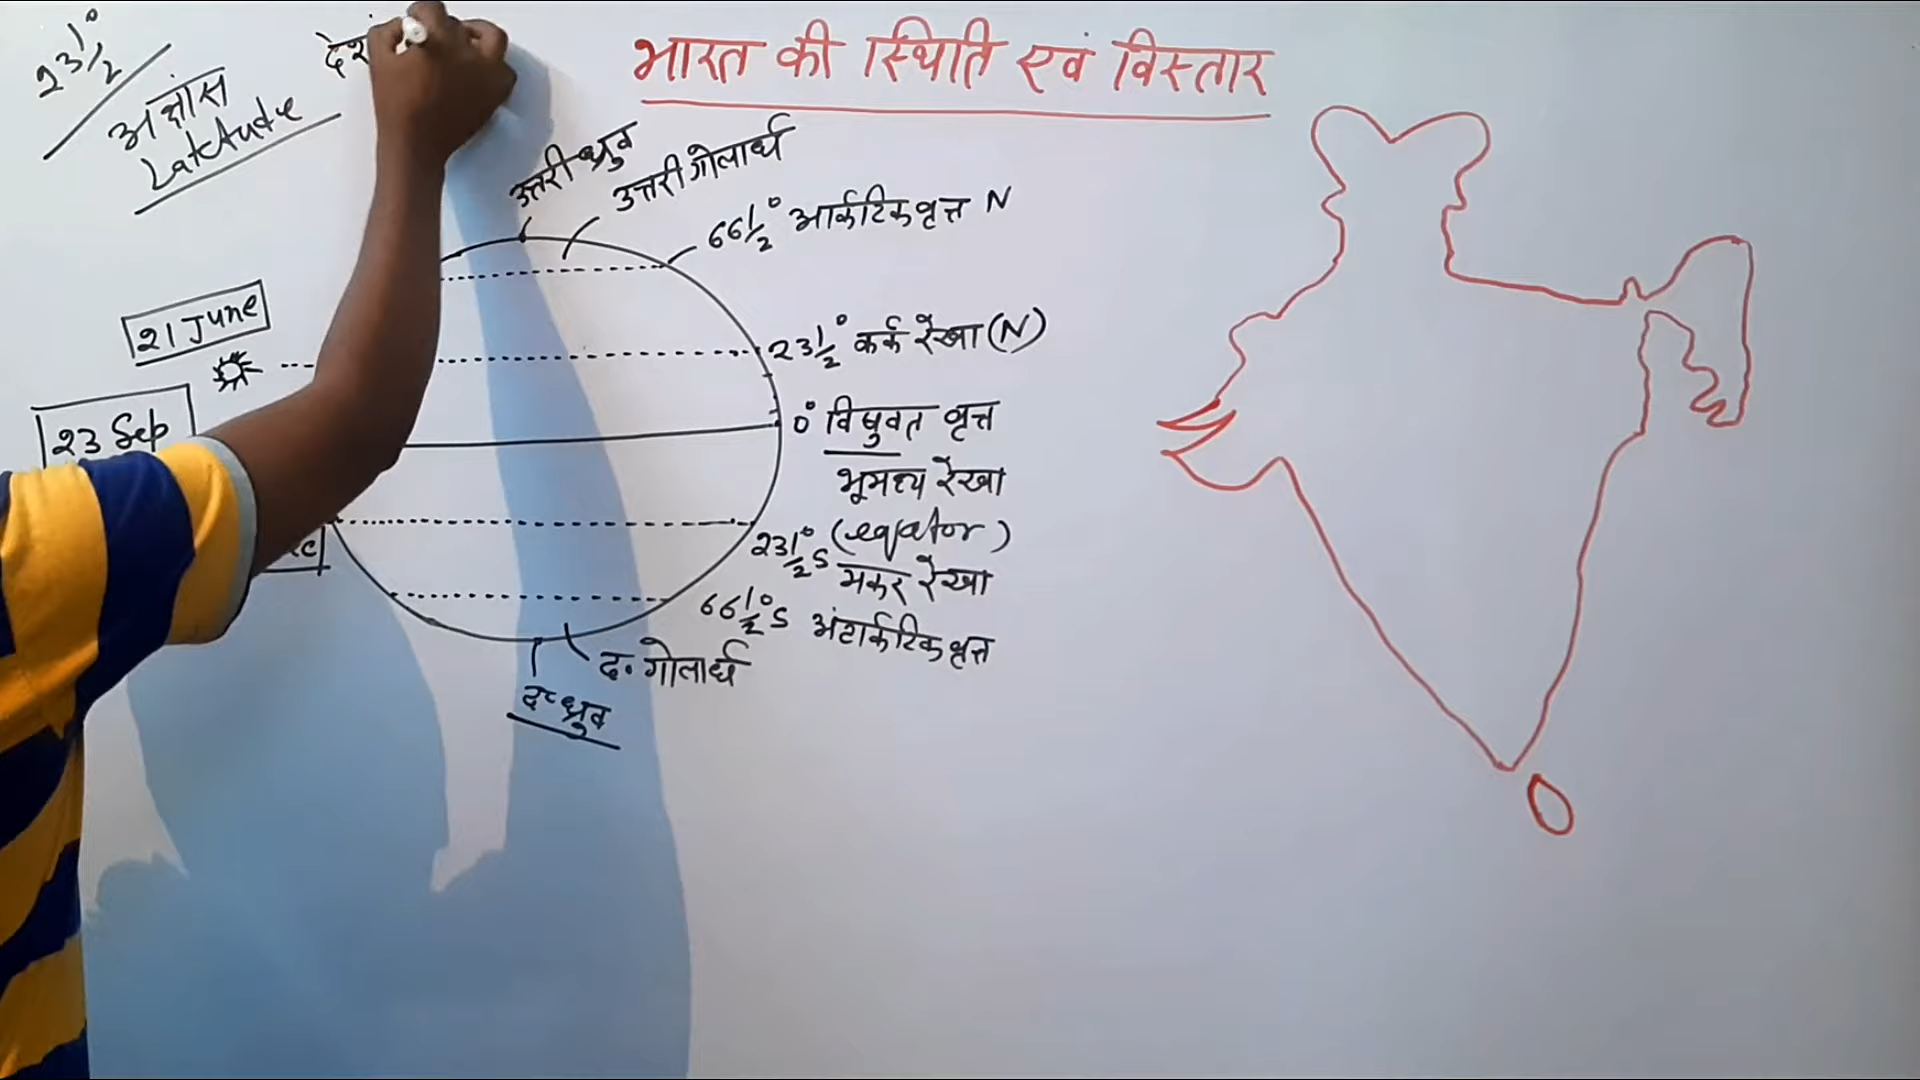 भारत की स्थिति एवं विस्तार
23½°
अक्षांस
Latitude
उत्तरी ध्रुव
उत्तरी गोलार्ध
66½° आर्कटिक वृत्त N
21 June
23½° कर्क रेखा (N)
23 Sep
0° विषुवत वृत्त
भूमध्य रेखा
(eqator)
23½°S मकर रेखा
66½°S अंटार्कटिक वृत्त
द॰ गोलार्ध
द॰ ध्रुव